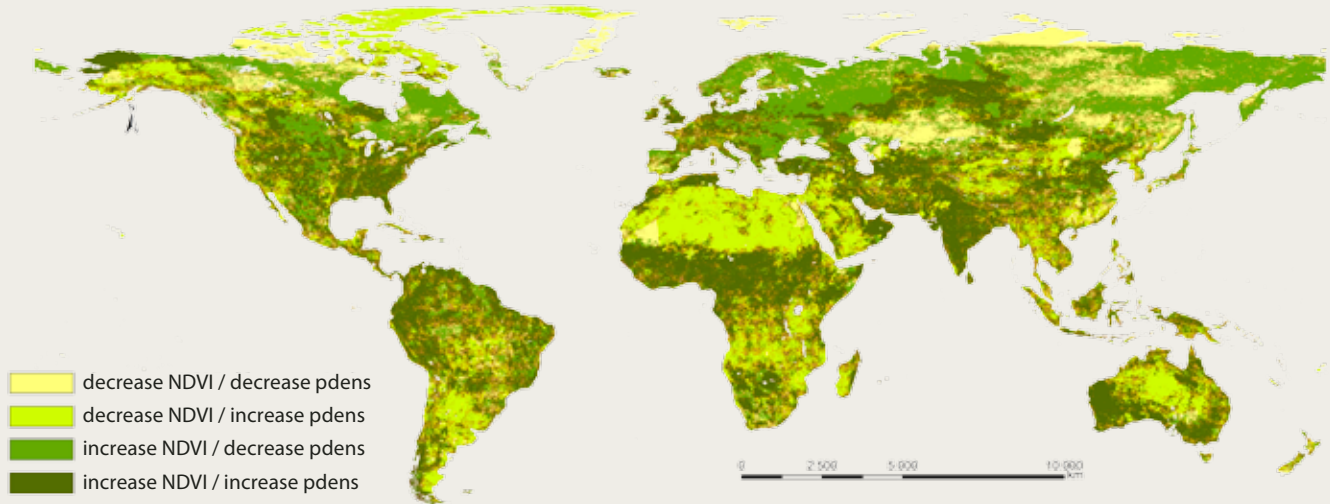 decrease NDVI / decrease pdens
decrease NDVI / increase pdens
increase NDVI / decrease pdens
increase NDVI / increase pdens
0 2.500 5.000 10.000
km